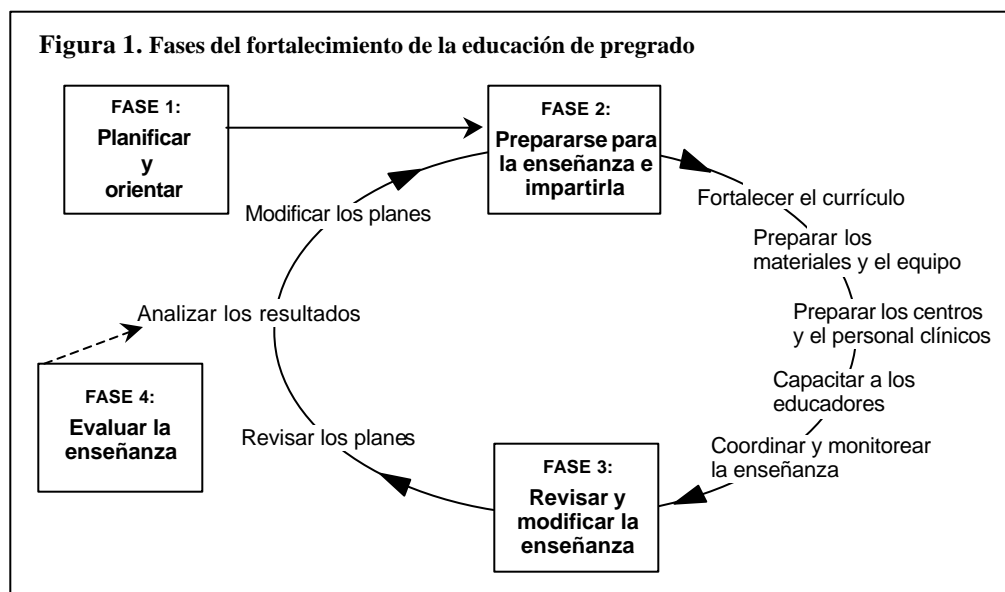 Figura 1. Fases del fortalecimiento de la educación de pregrado
FASE 1:
Planificar
y
orientar
FASE 2:
Prepararse para
la enseñanza e
impartirla
Fortalecer el currículo
Preparar los
materiales y el equipo
Preparar los centros
y el personal clínicos
Capacitar a los
educadores
Coordinar y monitorear
la enseñanza
FASE 3:
Revisar y
modificar la
enseñanza
Revisar los planes
Analizar los resultados
Modificar los planes
FASE 4:
Evaluar la
enseñanza